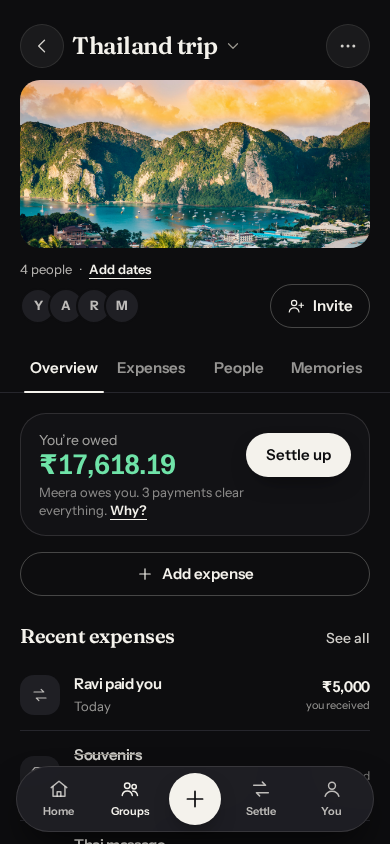 Thailand trip
4 people · Add dates
Y A R M
Invite
Overview Expenses People Memories
You're owed
₹17,618.19
Settle up
Meera owes you. 3 payments clear
everything. Why?
Add expense
Recent expenses
See all
Ravi paid you
₹5,000
Today
you received
Souvenirs
Home Groups Settle You